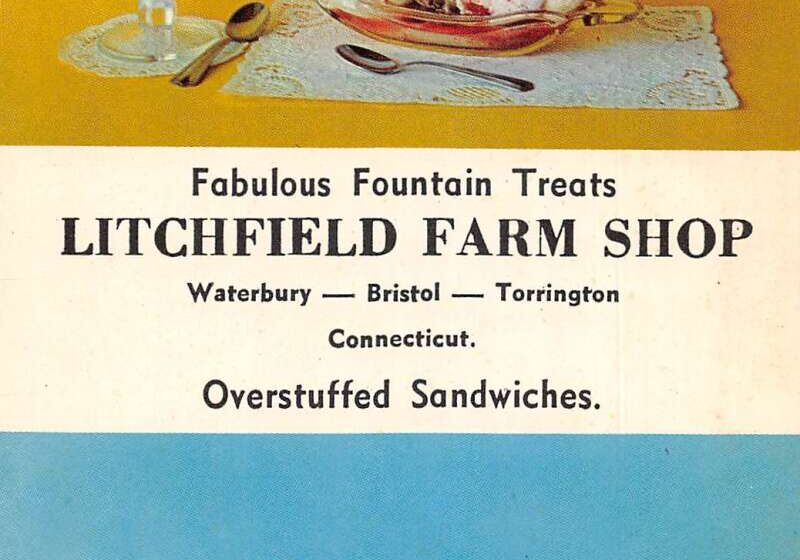 Fabulous Fountain Treats
LITCHFIELD FARM SHOP
Waterbury — Bristol — Torrington
Connecticut.
Overstuffed Sandwiches.